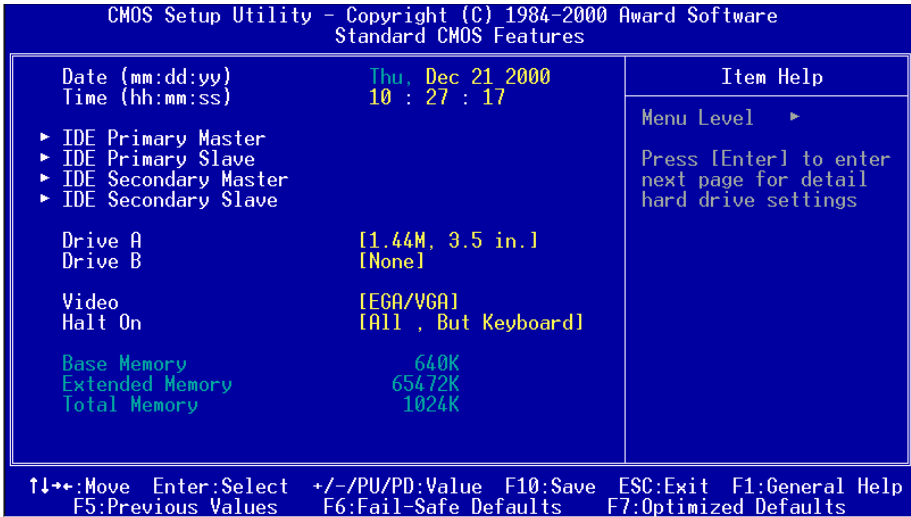 CMOS Setup Utility - Copyright (C) 1984-2000 Award Software
Standard CMOS Features
Date (mm:dd:yy) Thu, Dec 21 2000
Time (hh:mm:ss) 10 : 27 : 17
► IDE Primary Master
► IDE Primary Slave
► IDE Secondary Master
► IDE Secondary Slave
Drive A [1.44M, 3.5 in.]
Drive B [None]
Video [EGA/VGA]
Halt On [All , But Keyboard]
Base Memory 640K
Extended Memory 65472K
Total Memory 1024K
Item Help
Menu Level ►
Press [Enter] to enter
next page for detail
hard drive settings
↑↓→←:Move Enter:Select +/-/PU/PD:Value F10:Save ESC:Exit F1:General Help
F5:Previous Values F6:Fail-Safe Defaults F7:Optimized Defaults